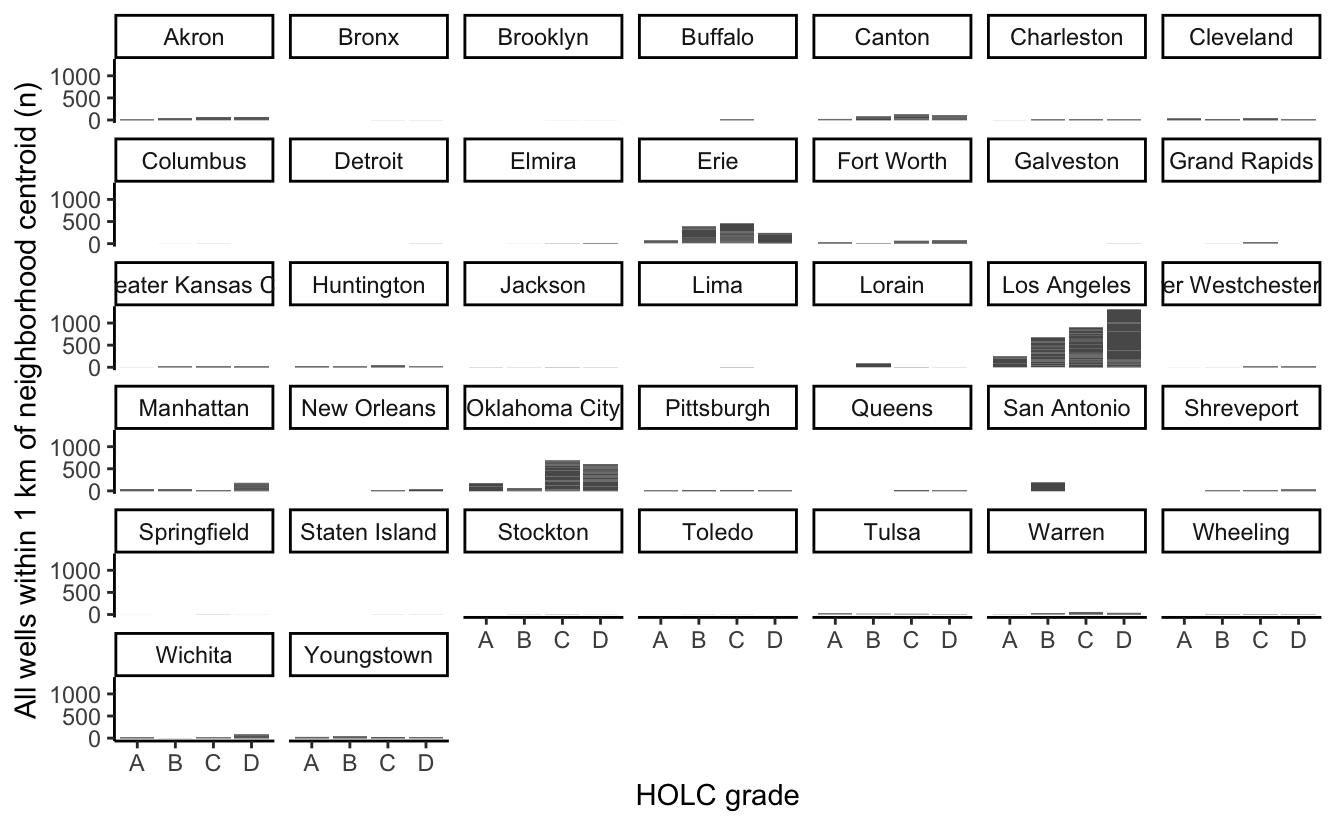 All wells within 1 km of neighborhood centroid (n)
Akron Bronx Brooklyn Buffalo Canton Charleston Cleveland
1000
500
0
Columbus Detroit Elmira Erie Fort Worth Galveston Grand Rapids
1000
500
0
eater Kansas C Huntington Jackson Lima Lorain Los Angeles er Westchester
1000
500
0
Manhattan New Orleans Oklahoma City Pittsburgh Queens San Antonio Shreveport
1000
500
0
Springfield Staten Island Stockton Toledo Tulsa Warren Wheeling
1000
500
0
A B C D A B C D A B C D A B C D A B C D
Wichita Youngstown
1000
500
0
A B C D A B C D
HOLC grade